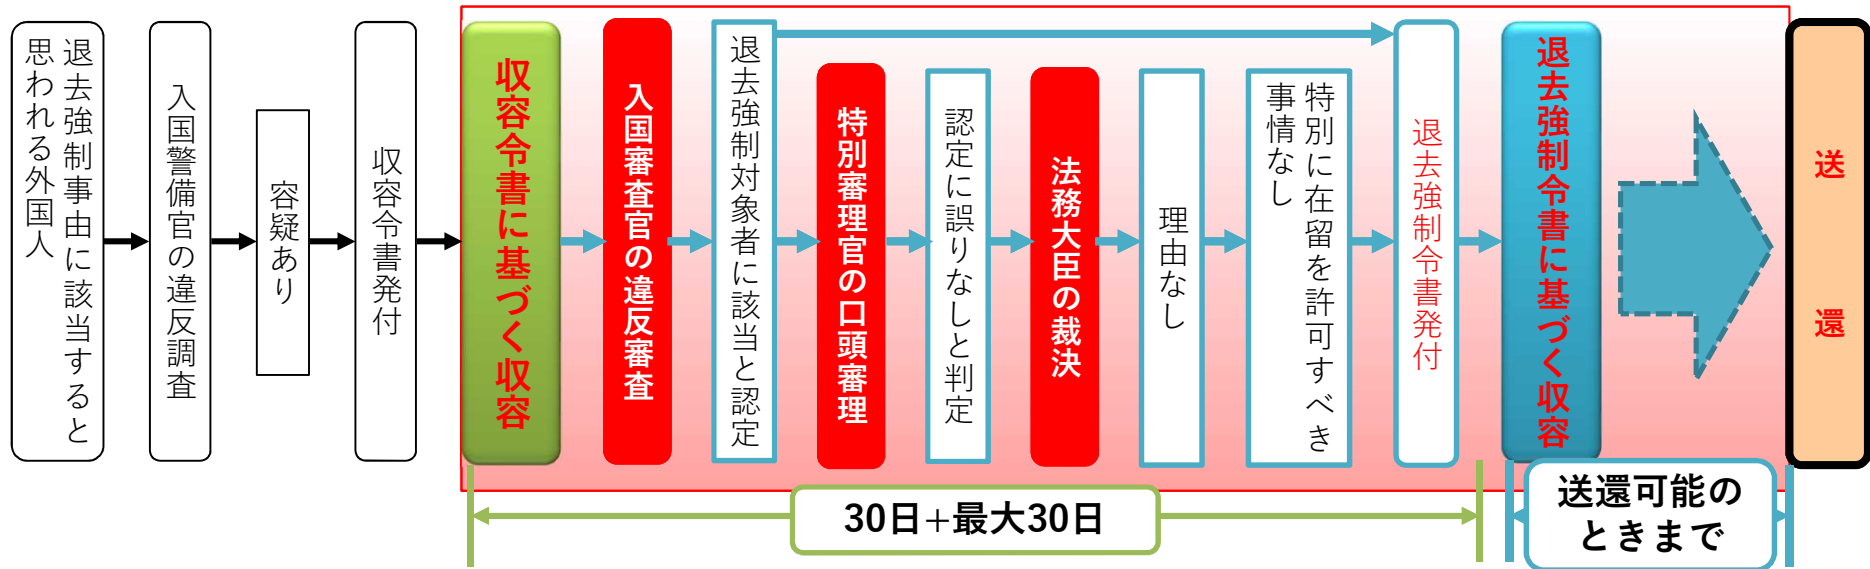 退去強制事由に該当すると
思われる外国人
入国警備官の違反調査
容疑あり
収容令書発付
収容令書に基づく収容
入国審査官の違反審査
退去強制対象者に該当と認定
特別審理官の口頭審理
認定に誤りなしと判定
法務大臣の裁決
理由なし
特別に在留を許可すべき
事情なし
退去強制令書発付
退去強制令書に基づく収容
送還
30日+最大30日
送還可能の
ときまで